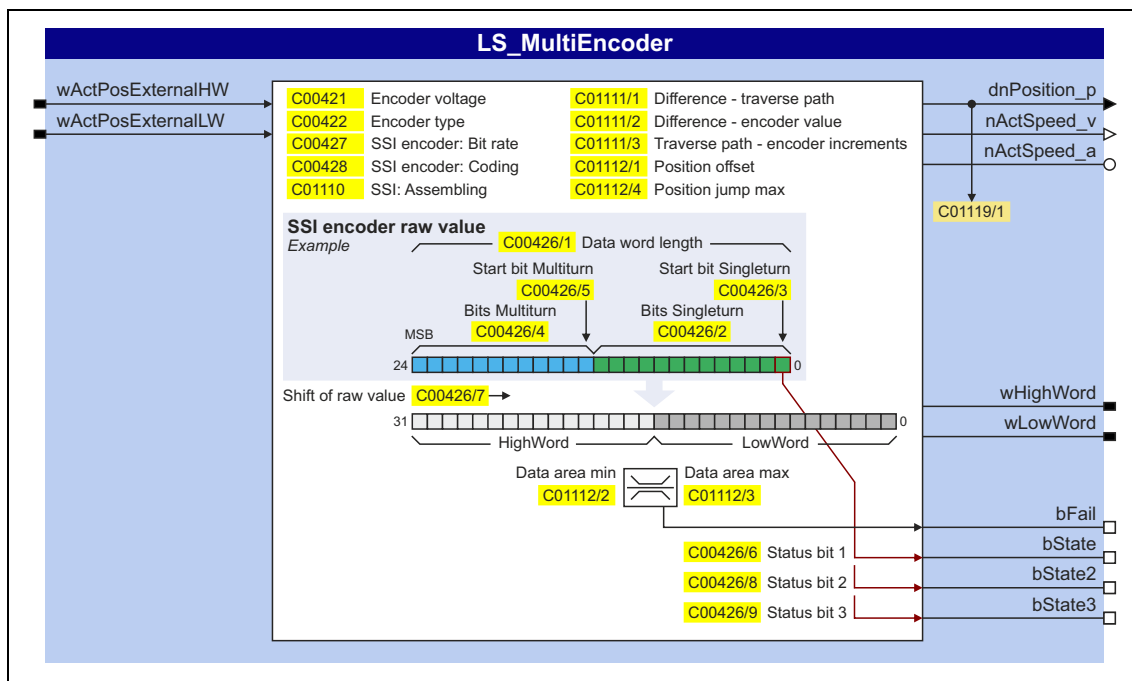 LS_MultiEncoder
wActPosExternalHW
wActPosExternalLW
C00421 Encoder voltage
C00422 Encoder type
C00427 SSI encoder: Bit rate
C00428 SSI encoder: Coding
C01110 SSI: Assembling
C01111/1 Difference - traverse path
C01111/2 Difference - encoder value
C01111/3 Traverse path - encoder increments
C01112/1 Position offset
C01112/4 Position jump max
dnPosition_p
nActSpeed_v
nActSpeed_a
C01119/1
SSI encoder raw value
Example
C00426/1 Data word length
Start bit Multiturn
C00426/5
Start bit Singleturn
C00426/3
Bits Multiturn
C00426/4
Bits Singleturn
C00426/2
MSB
24 0
Shift of raw value C00426/7
31 0
HighWord LowWord
wHighWord
wLowWord
Data area min
C01112/2
Data area max
C01112/3
bFail
C00426/6 Status bit 1
bState
C00426/8 Status bit 2
bState2
C00426/9 Status bit 3
bState3